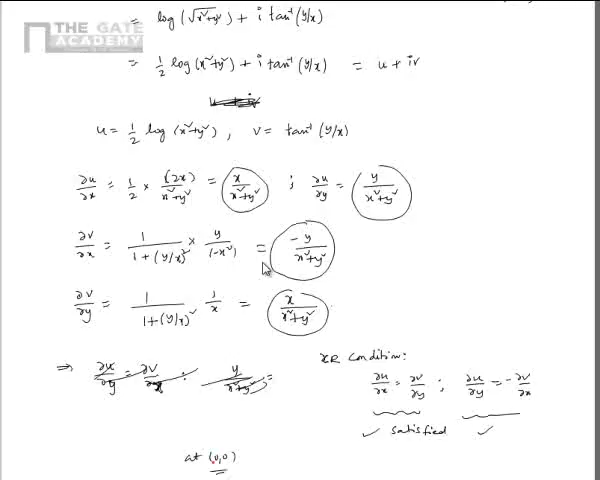 THE GATE
ACADEMY
= log(√x²+y²) + i tan⁻¹(y/x)
= 1/2 log(x²+y²) + i tan⁻¹(y/x) = u + iv
u = 1/2 log(x²+y²), v = tan⁻¹(y/x)
∂u/∂x = 1/2 × (2x)/x²+y² = x/x²+y² ; ∂u/∂y = y/x²+y²
∂v/∂x = 1/1+(y/x)² × y/(-x²) = -y/x²+y²
∂v/∂y = 1/1+(y/x)² 1/x = x/x²+y²
⇒ ∂u/∂y = ∂v/∂x : y/x²+y² =
CR condition:
∂u/∂x = ∂v/∂y ; ∂u/∂y = -∂v/∂x
✓ satisfied ✓
at (0,0)